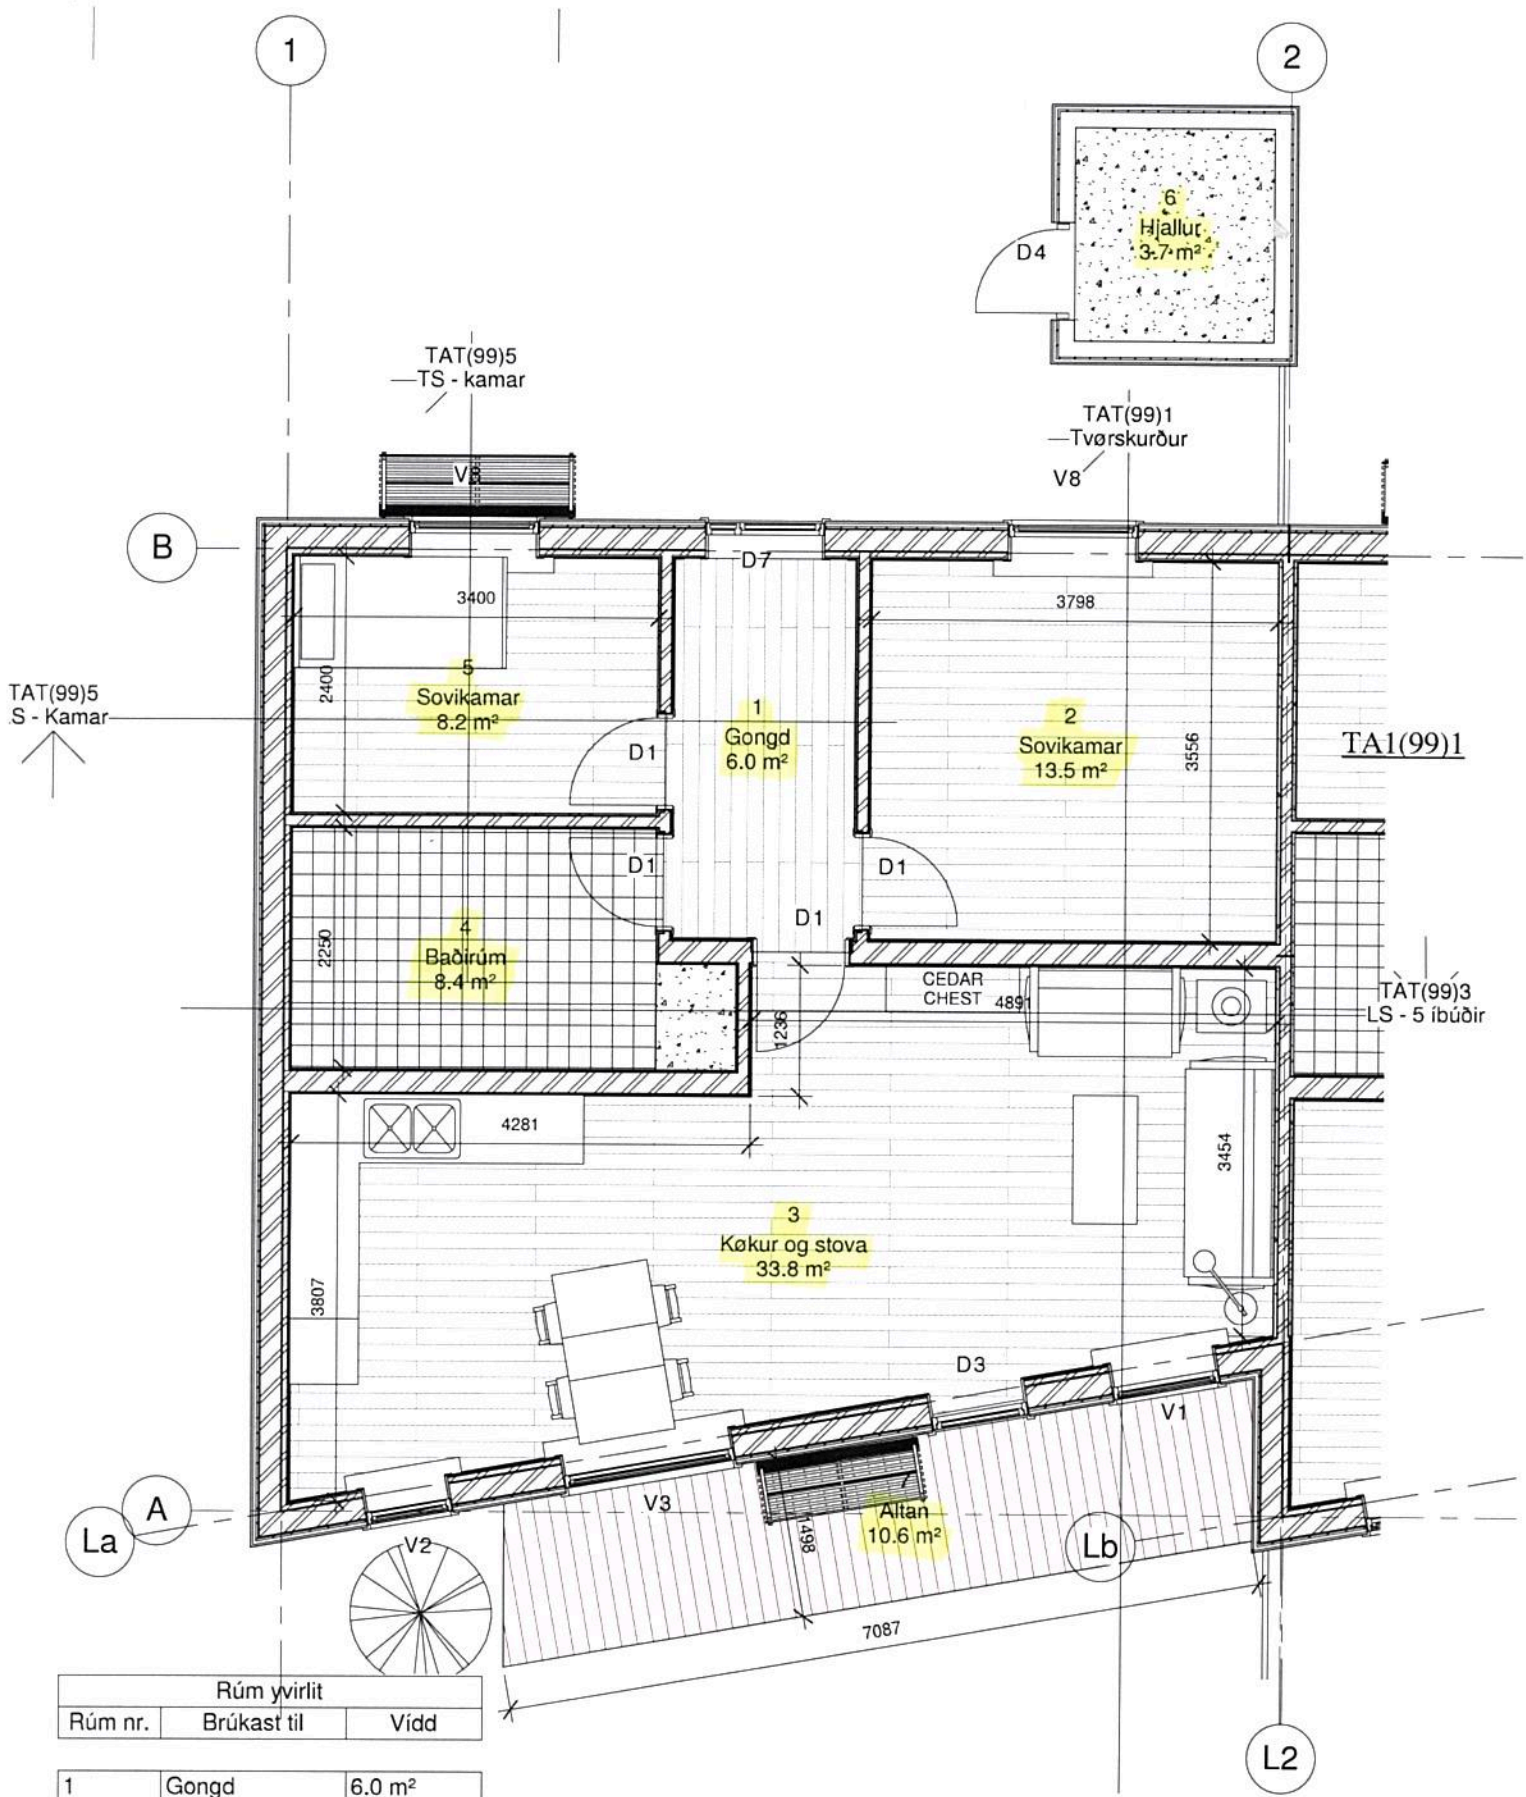 1
2
6
Hjallur
3.7 m²
D4
TAT(99)5
TS - kamar
TAT(99)1
Tvørskurður
V8
V8
B
D7
3400
3798
5
Sovikamar
8.2 m²
2400
TAT(99)5
S - Kamar
1
Gongd
6.0 m²
2
Sovikamar
13.5 m²
3556
TA1(99)1
D1
D1
D1
D1
4
Baðirúm
8.4 m²
2250
CEDAR
CHEST
4891
1236
TAT(99)3
LS - 5 íbúðir
4281
3454
3
Køkur og stova
33.8 m²
3807
D3
V1
A
La
V3
V2
7
Altan
10.6 m²
1498
Lb
7087
L2
Rúm yvirlit
Rúm nr. Brúkast til Vídd
1 Gongd 6.0 m²